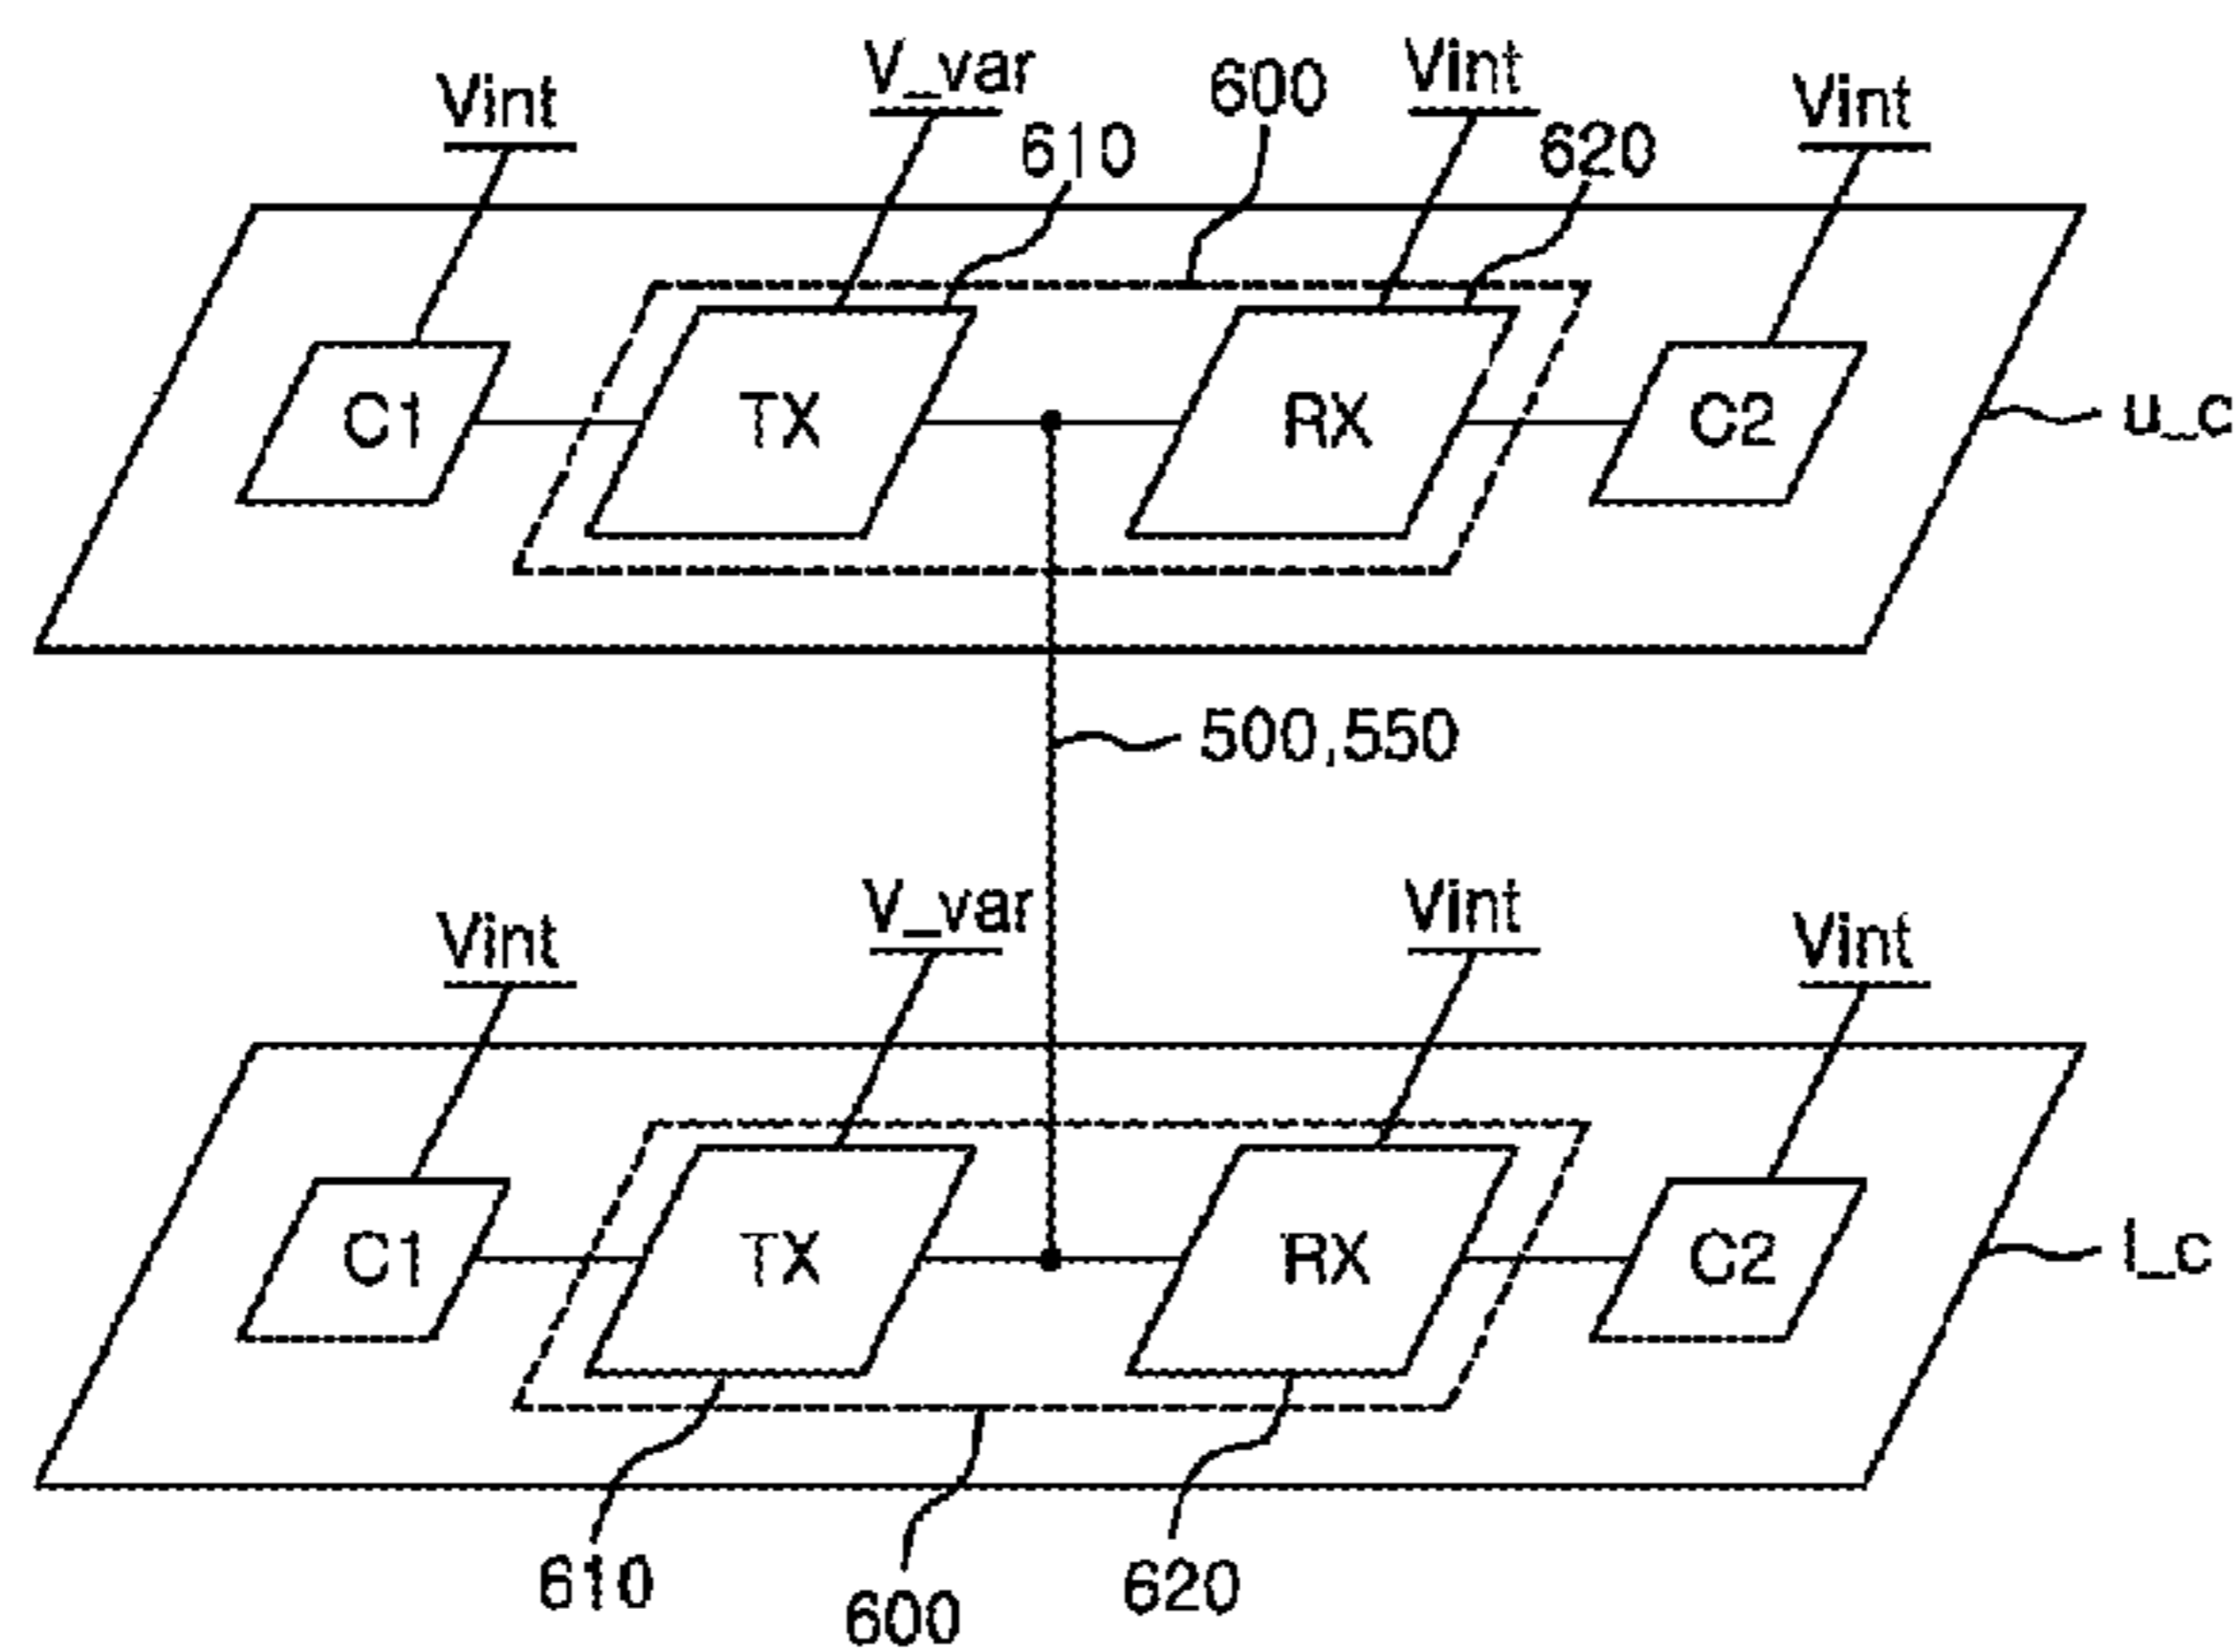 Vint
V_var
600
Vint
Vint
610
620
C1
TX
RX
C2
u_c
500,550
Vint
V_var
Vint
Vint
C1
TX
RX
C2
l_c
610
600
620